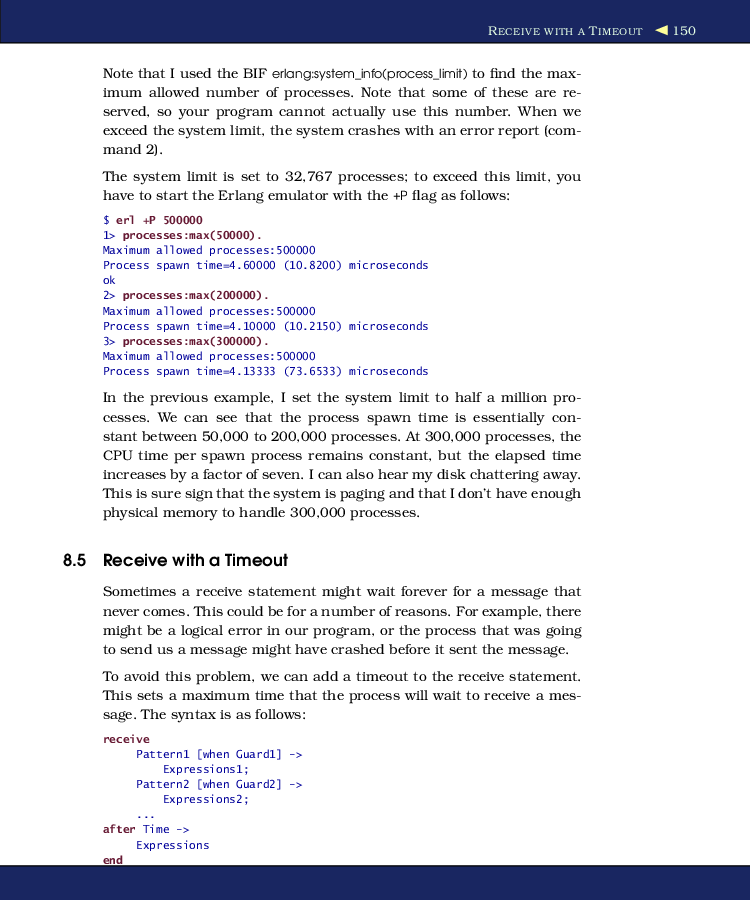 RECEIVE WITH A TIMEOUT ◀ 150
Note that I used the BIF erlang:system_info(process_limit) to find the max-
imum allowed number of processes. Note that some of these are re-
served, so your program cannot actually use this number. When we
exceed the system limit, the system crashes with an error report (com-
mand 2).
The system limit is set to 32,767 processes; to exceed this limit, you
have to start the Erlang emulator with the +P flag as follows:
$ erl +P 500000
1> processes:max(50000).
Maximum allowed processes:500000
Process spawn time=4.60000 (10.8200) microseconds
ok
2> processes:max(200000).
Maximum allowed processes:500000
Process spawn time=4.10000 (10.2150) microseconds
3> processes:max(300000).
Maximum allowed processes:500000
Process spawn time=4.13333 (73.6533) microseconds
In the previous example, I set the system limit to half a million pro-
cesses. We can see that the process spawn time is essentially con-
stant between 50,000 to 200,000 processes. At 300,000 processes, the
CPU time per spawn process remains constant, but the elapsed time
increases by a factor of seven. I can also hear my disk chattering away.
This is sure sign that the system is paging and that I don't have enough
physical memory to handle 300,000 processes.
8.5 Receive with a Timeout
Sometimes a receive statement might wait forever for a message that
never comes. This could be for a number of reasons. For example, there
might be a logical error in our program, or the process that was going
to send us a message might have crashed before it sent the message.
To avoid this problem, we can add a timeout to the receive statement.
This sets a maximum time that the process will wait to receive a mes-
sage. The syntax is as follows:
receive
Pattern1 [when Guard1] ->
Expressions1;
Pattern2 [when Guard2] ->
Expressions2;
...
after Time ->
Expressions
end